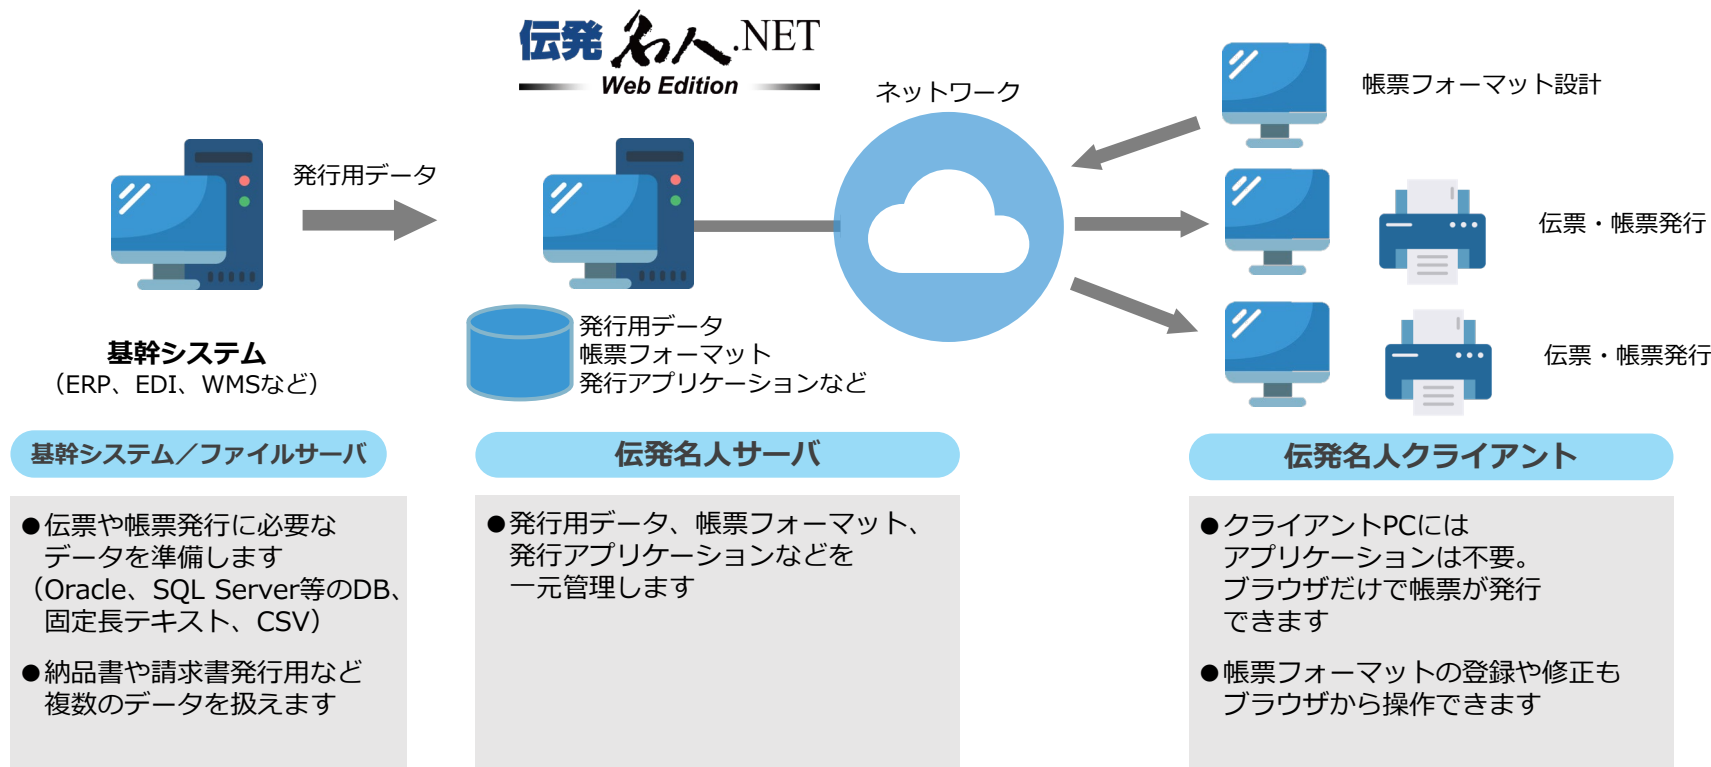 伝発名人.NET
Web Edition
ネットワーク
帳票フォーマット設計
発行用データ
伝票・帳票発行
発行用データ
帳票フォーマット
発行アプリケーションなど
伝票・帳票発行
基幹システム
（ERP、EDI、WMSなど）
基幹システム／ファイルサーバ
●伝票や帳票発行に必要な
データを準備します
（Oracle、SQL Server等のDB、
固定長テキスト、CSV）
●納品書や請求書発行用など
複数のデータを扱えます
伝発名人サーバ
●発行用データ、帳票フォーマット、
発行アプリケーションなどを
一元管理します
伝発名人クライアント
●クライアントPCには
アプリケーションは不要。
ブラウザだけで帳票が発行
できます
●帳票フォーマットの登録や修正も
ブラウザから操作できます